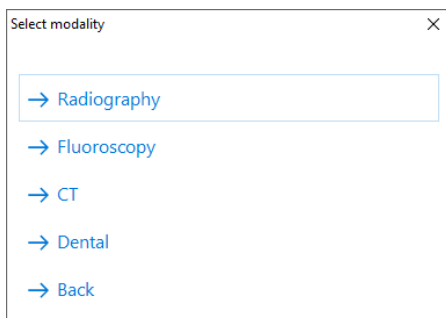 Select modality
Radiography
Fluoroscopy
CT
Dental
Back